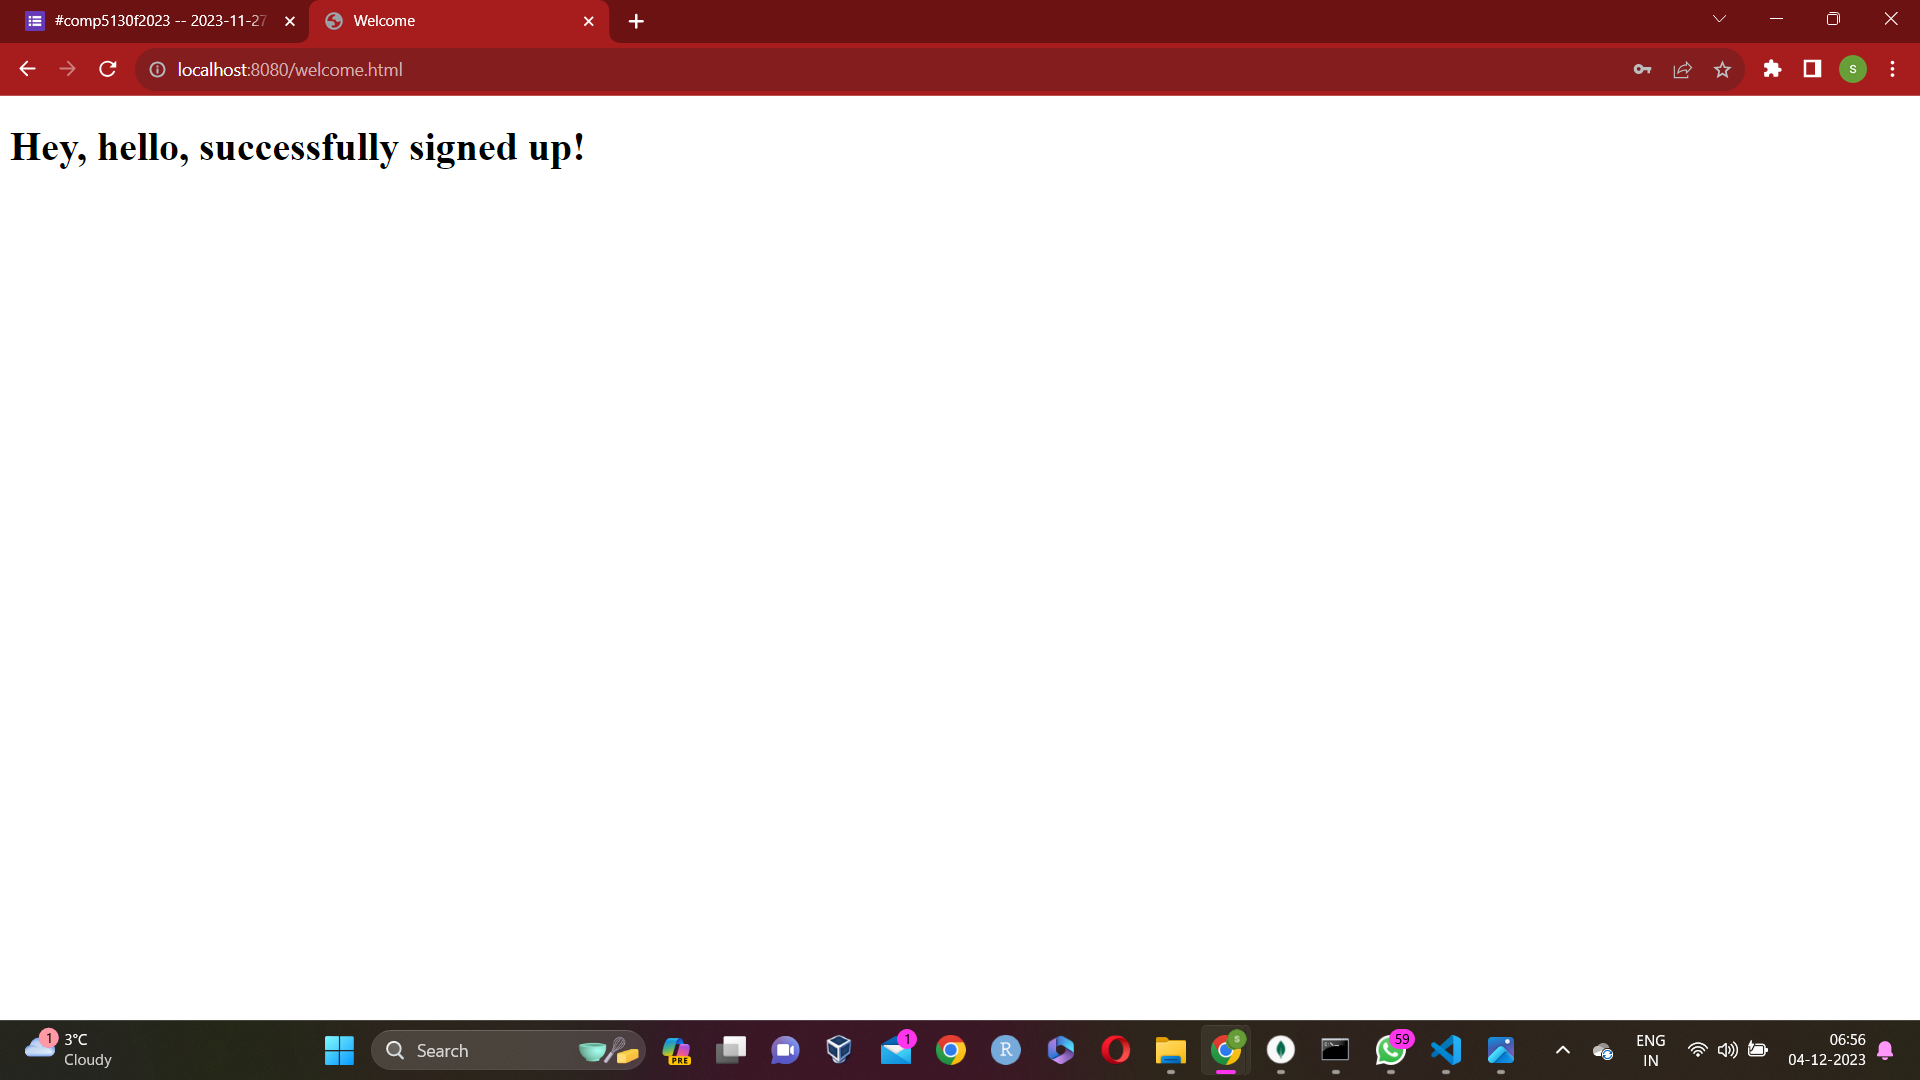 #comp5130f2023 -- 2023-11-27
Welcome
localhost:8080/welcome.html
S
Hey, hello, successfully signed up!
1
3°C
Cloudy
Search
PRE
1
R
S
59
ENG
IN
06:56
04-12-2023